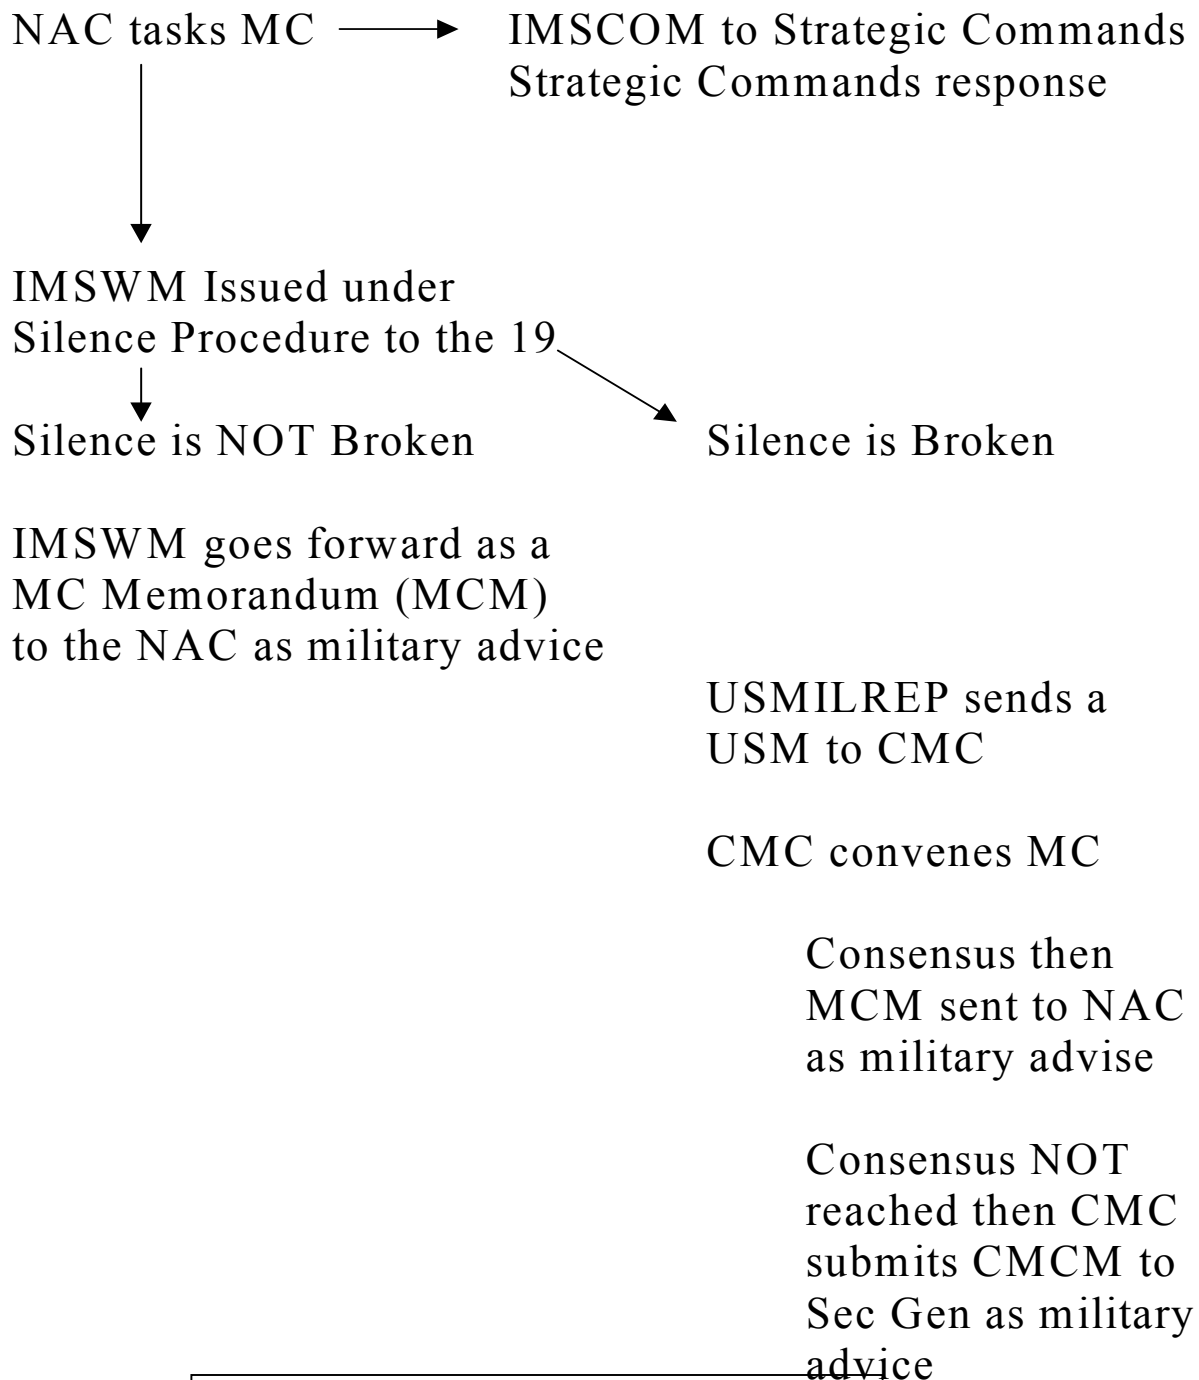 NAC tasks MC
IMSCOM to Strategic Commands
Strategic Commands response
IMSWM Issued under
Silence Procedure to the 19
Silence is NOT Broken
Silence is Broken
IMSWM goes forward as a
MC Memorandum (MCM)
to the NAC as military advice
USMILREP sends a
USM to CMC
CMC convenes MC
Consensus then
MCM sent to NAC
as military advise
Consensus NOT
reached then CMC
submits CMCM to
Sec Gen as military
advice